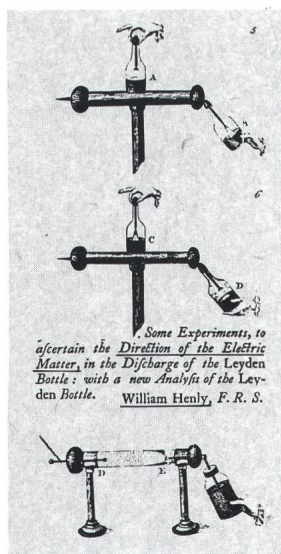 5
A
6
C
D
Some Experiments, to
aſcertain the Direction of the Electric
Matter, in the Diſcharge of the Leyden
Bottle : with a new Analyſis of the Ley-
den Bottle. William Henly, F. R. S.
D E